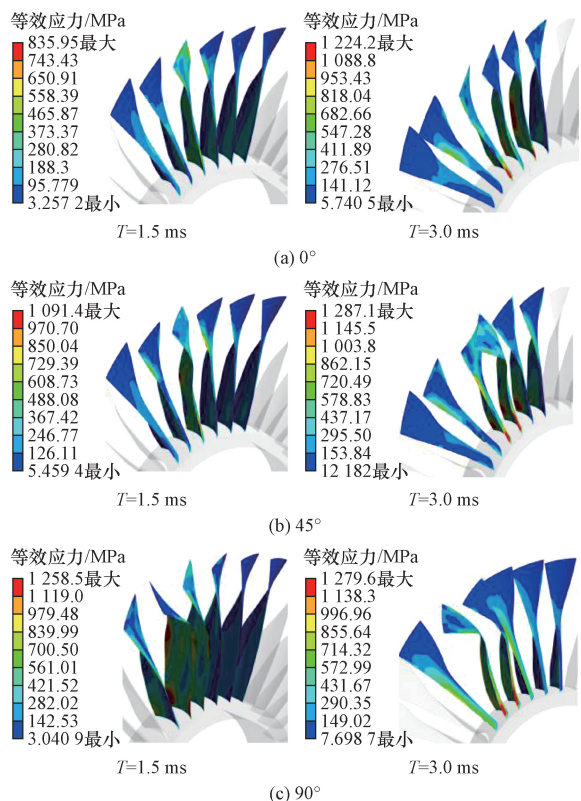 等效应力/MPa
835.95最大
743.43
650.91
558.39
465.87
373.37
280.82
188.3
95.779
3.257 2最小
T=1.5 ms
等效应力/MPa
1 224.2最大
1 088.8
953.43
818.04
682.66
547.28
411.89
276.51
141.12
5.740 5最小
T=3.0 ms
(a) 0°
等效应力/MPa
1 091.4最大
970.70
850.04
729.39
608.73
488.08
367.42
246.77
126.11
5.459 4最小
T=1.5 ms
等效应力/MPa
1 287.1最大
1 145.5
1 003.8
862.15
720.49
578.83
437.17
295.50
153.84
12 182最小
T=3.0 ms
(b) 45°
等效应力/MPa
1 258.5最大
1 119.0
979.48
839.99
700.50
561.01
421.52
282.02
142.53
3.040 9最小
T=1.5 ms
等效应力/MPa
1 279.6最大
1 138.3
996.96
855.64
714.32
572.99
431.67
290.35
149.02
7.698 7最小
T=3.0 ms
(c) 90°